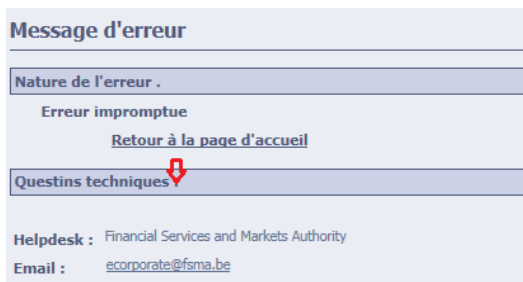 Message d'erreur
Nature de l'erreur .
Erreur impromptue
Retour à la page d'accueil
Questins techniques ?
Helpdesk : Financial Services and Markets Authority
Email : ecorporate@fsma.be